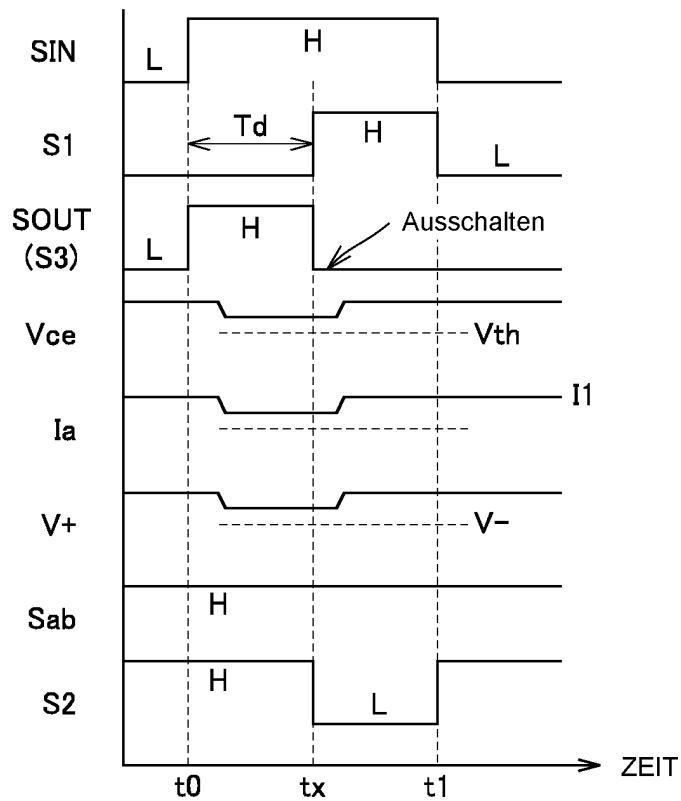 SIN
L
H
S1
Td
H
L
SOUT
(S3)
L
H
Ausschalten
Vce
Vth
Ia
I1
V+
V−
Sab
H
S2
H
L
t0
tx
t1
ZEIT